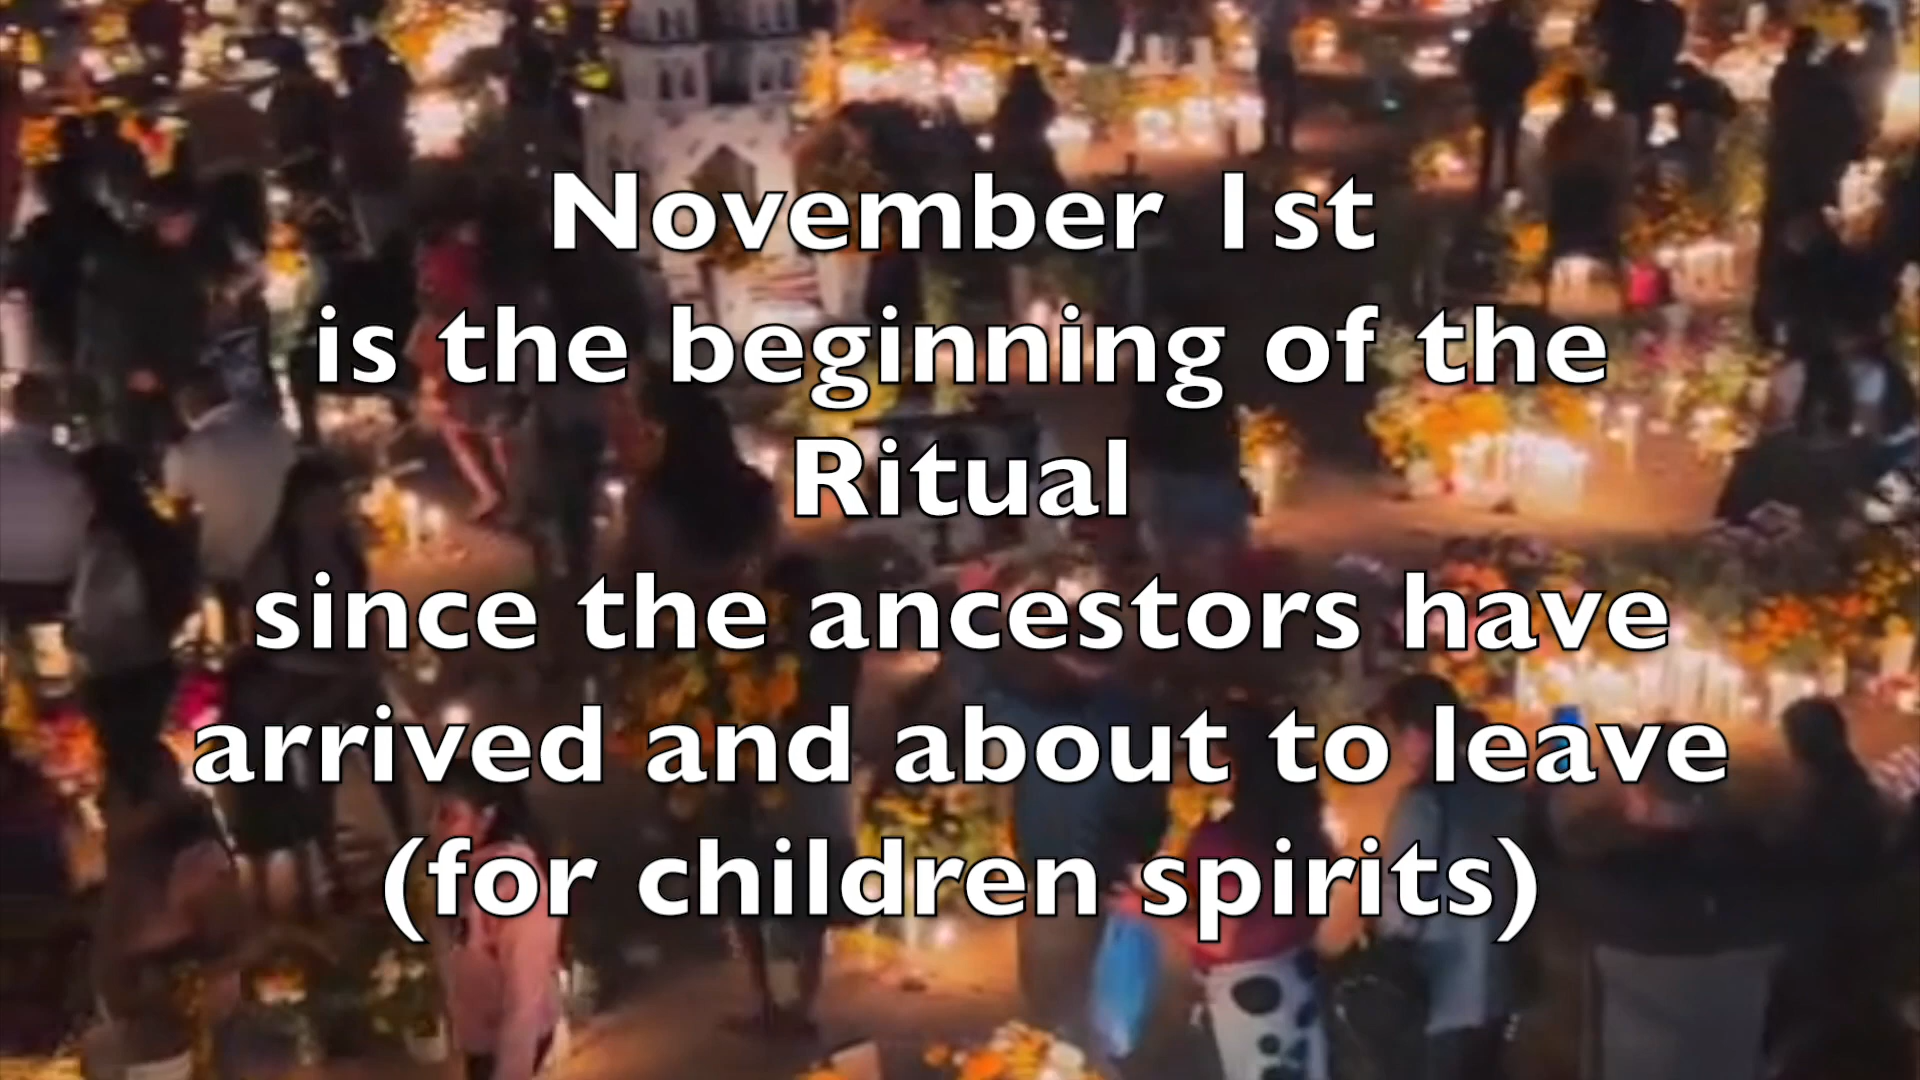 November 1st
is the beginning of the
Ritual
since the ancestors have
arrived and about to leave
(for children spirits)